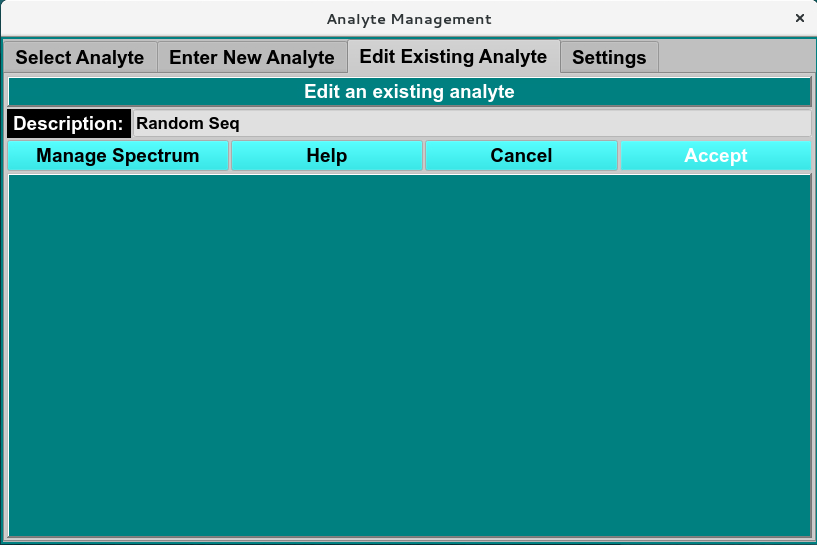 Analyte Management ×
Select Analyte Enter New Analyte Edit Existing Analyte Settings
Edit an existing analyte
Description: Random Seq
Manage Spectrum Help Cancel Accept